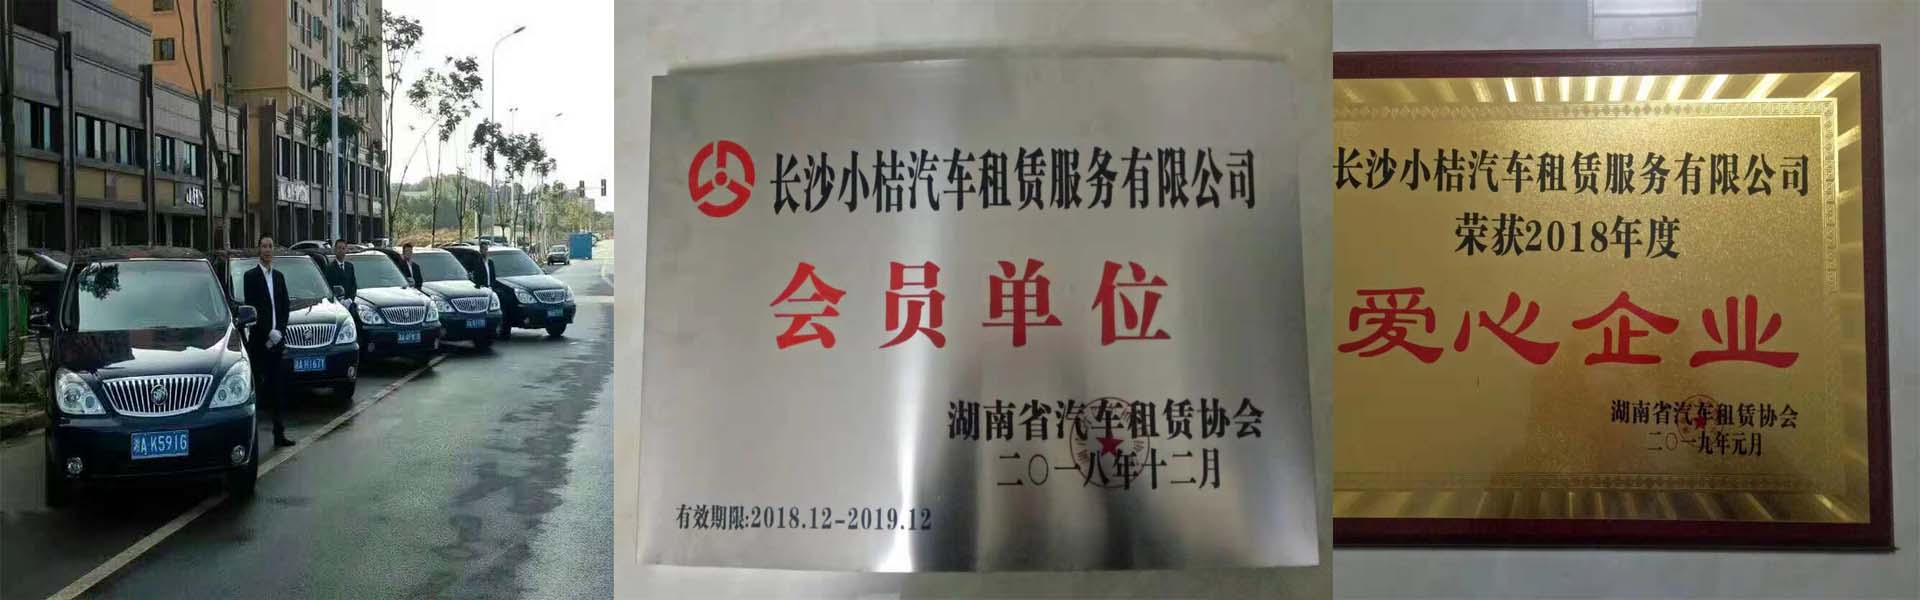 湘A K591G
长沙小桔汽车租赁服务有限公司
会员单位
湖南省汽车租赁协会
二〇一八年十二月
有效期限:2018.12-2019.12
长沙小桔汽车租赁服务有限公司
荣获2018年度
爱心企业
湖南省汽车租赁协会
二〇一九年元月